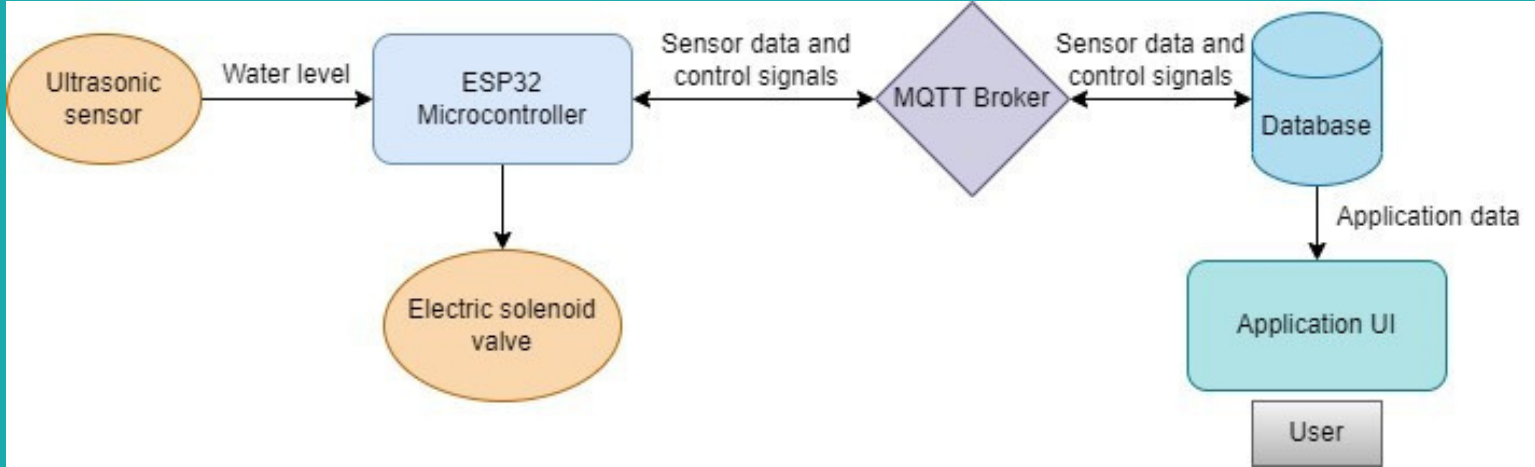 Ultrasonic
sensor
Water level
ESP32
Microcontroller
Sensor data and
control signals
MQTT Broker
Sensor data and
control signals
Database
Application data
Electric solenoid
valve
Application UI
User